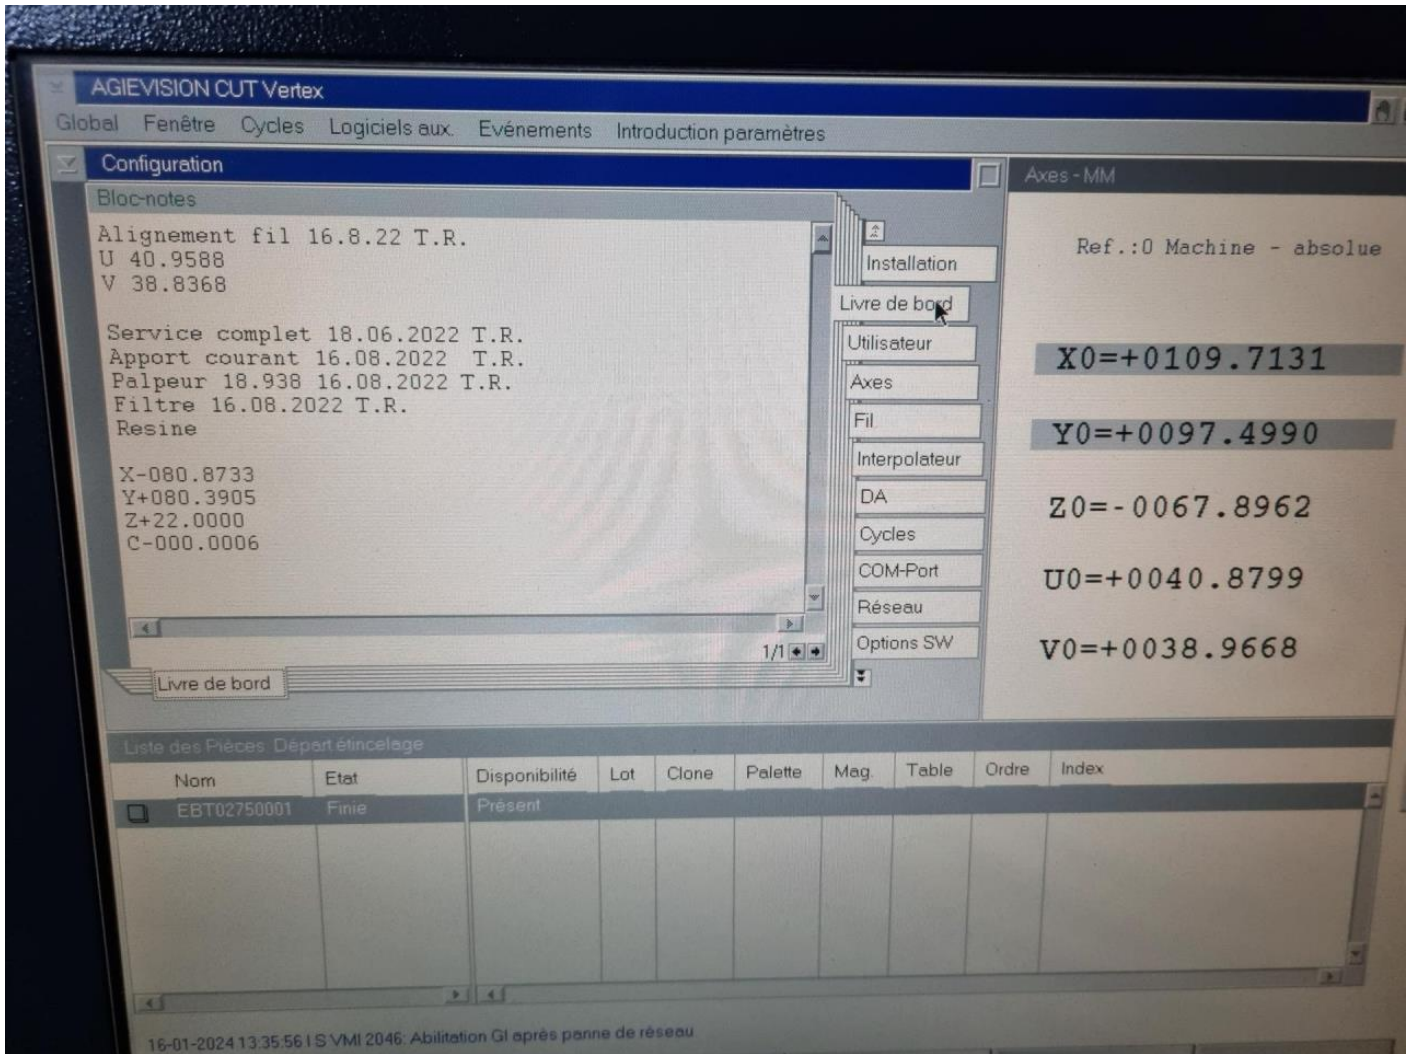 AGIEVISION CUT Vertex
Global Fenêtre Cycles Logiciels aux. Evénements Introduction paramètres
Configuration
Bloc-notes
Alignement fil 16.8.22 T.R.
U 40.9588
V 38.8368
Service complet 18.06.2022 T.R.
Apport courant 16.08.2022 T.R.
Palpeur 18.938 16.08.2022 T.R.
Filtre 16.08.2022 T.R.
Resine
X-080.8733
Y+080.3905
Z+22.0000
C-000.0006
1/1
Livre de bord
Installation
Livre de bord
Utilisateur
Axes
Fil
Interpolateur
DA
Cycles
COM-Port
Réseau
Options SW
Axes - MM
Ref.:0 Machine - absolue
X0=+0109.7131
Y0=+0097.4990
Z0=-0067.8962
U0=+0040.8799
V0=+0038.9668
Liste des Pièces: Départ étincelage
Nom Etat Disponibilité Lot Clone Palette Mag. Table Ordre Index
EBT02750001 Finie Présent
16-01-2024 13:35:56 I S VMI 2046: Abilitation GI après panne de réseau